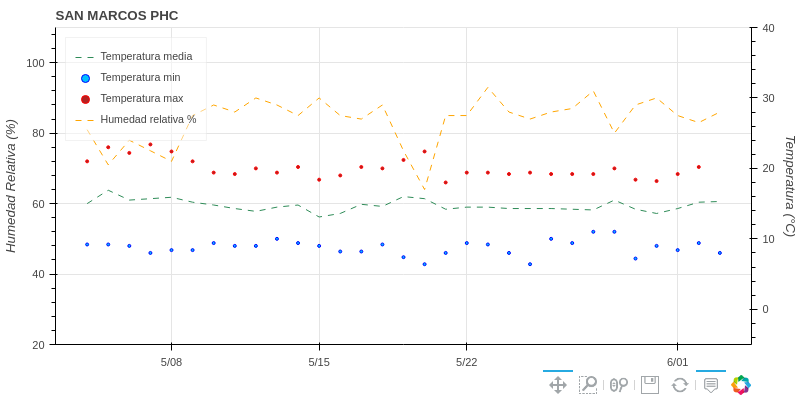 SAN MARCOS PHC
Temperatura media
Temperatura min
Temperatura max
Humedad relativa %
Humedad Relativa (%)
100
80
60
40
20
Temperatura (°C)
40
30
20
10
0
5/08
5/15
5/22
6/01